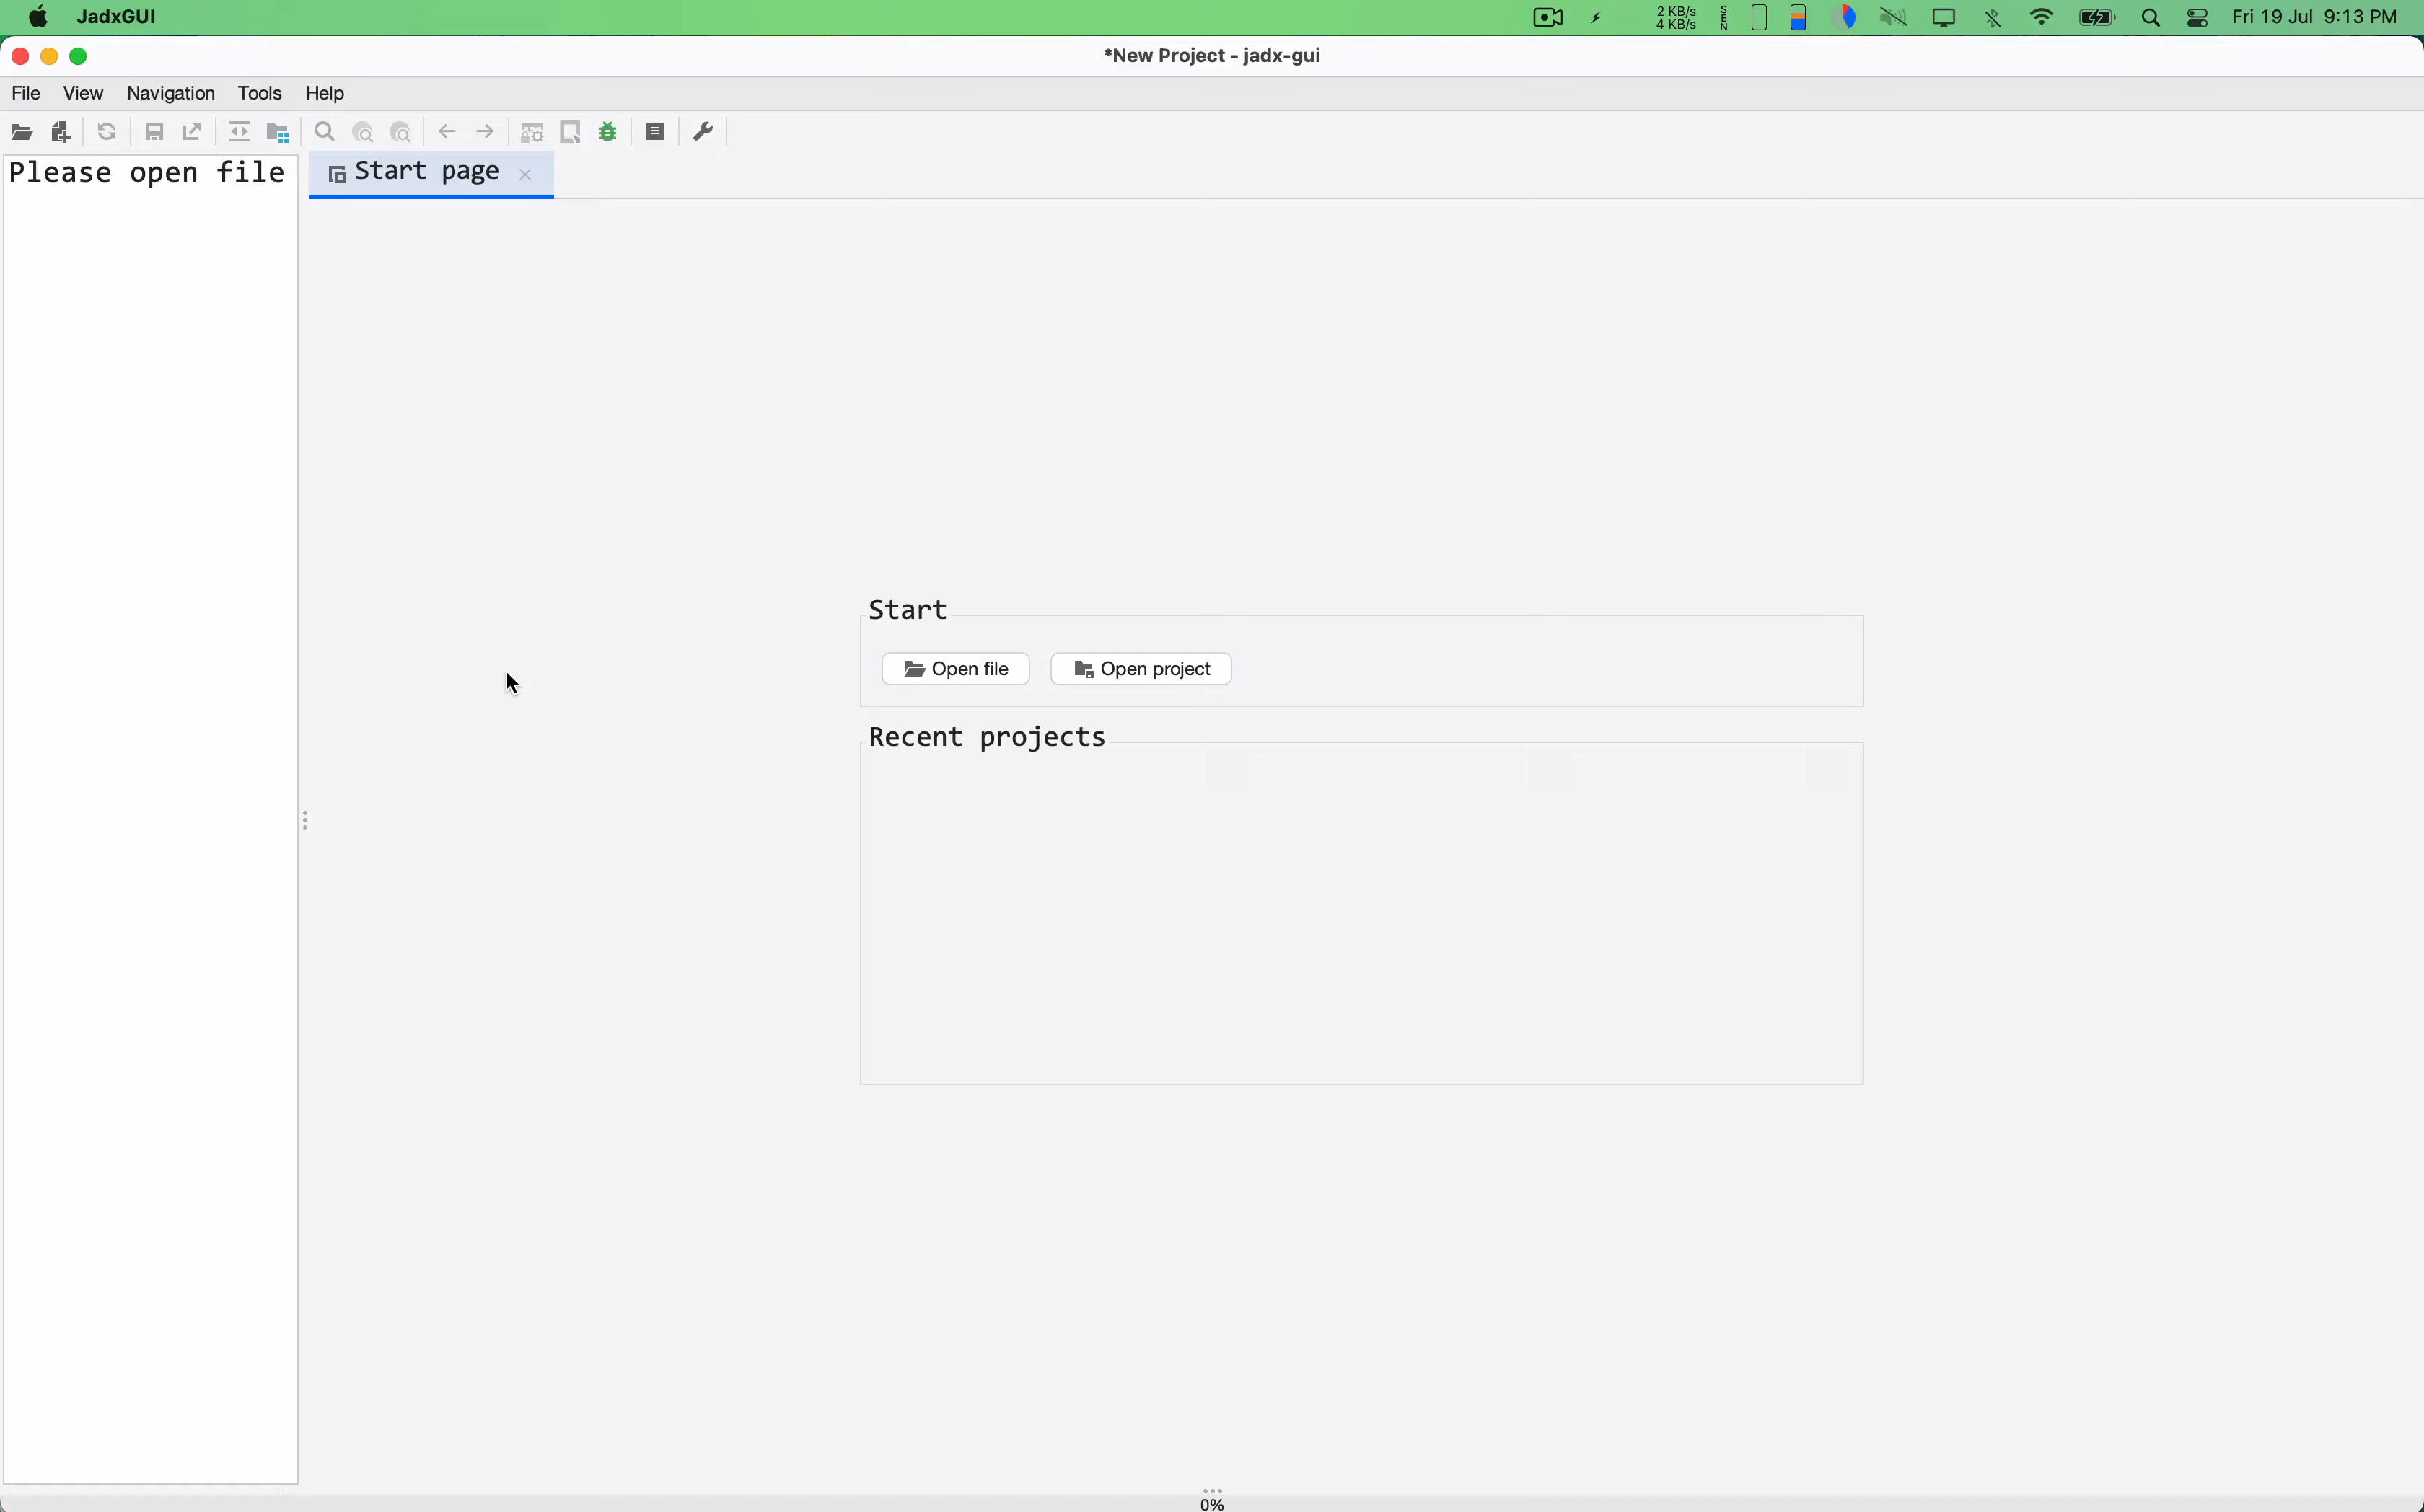 JadxGUI
2 KB/s
4 KB/s
SEN
Fri 19 Jul 9:13 PM
*New Project - jadx-gui
File View Navigation Tools Help
Please open file
Start page
Start
Open file Open project
Recent projects
0%